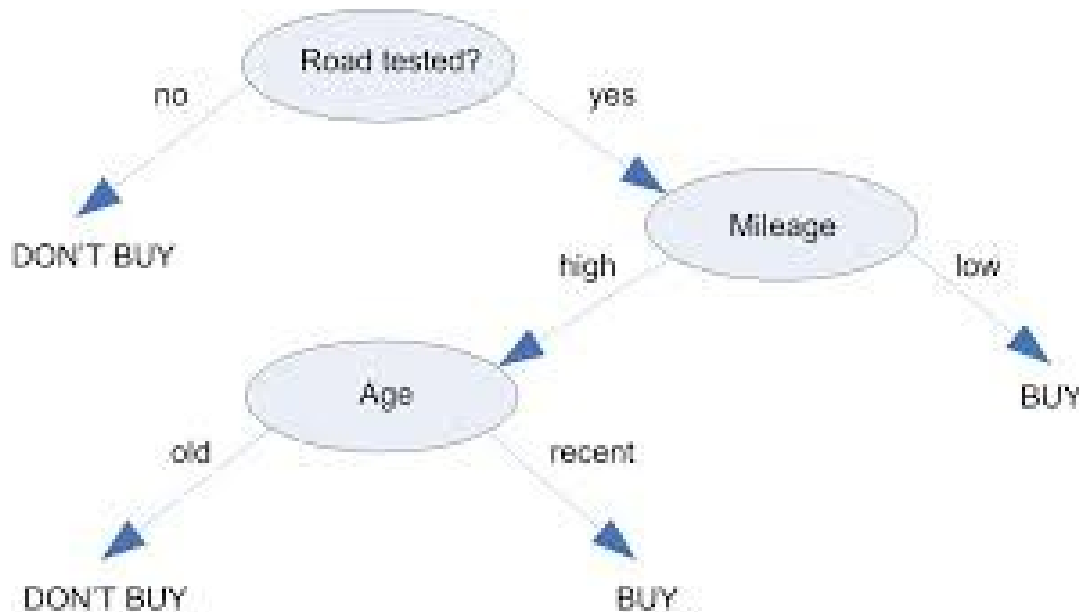 Road tested?
no
yes
DON'T BUY
Mileage
high
low
BUY
Age
old
recent
DON'T BUY
BUY